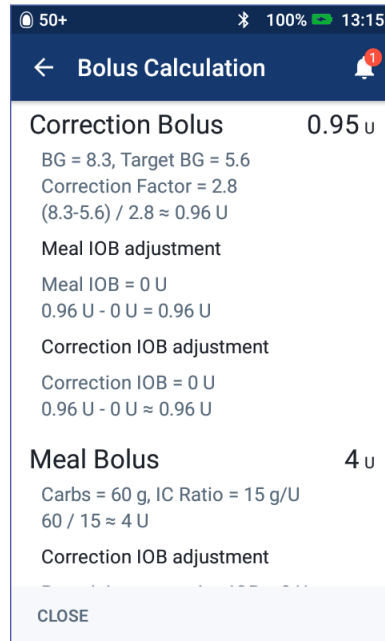 50+ 100% 13:15
← Bolus Calculation 1
Correction Bolus 0.95 U
BG = 8.3, Target BG = 5.6
Correction Factor = 2.8
(8.3-5.6) / 2.8 ≈ 0.96 U
Meal IOB adjustment
Meal IOB = 0 U
0.96 U - 0 U = 0.96 U
Correction IOB adjustment
Correction IOB = 0 U
0.96 U - 0 U ≈ 0.96 U
Meal Bolus 4 U
Carbs = 60 g, IC Ratio = 15 g/U
60 / 15 ≈ 4 U
Correction IOB adjustment
CLOSE